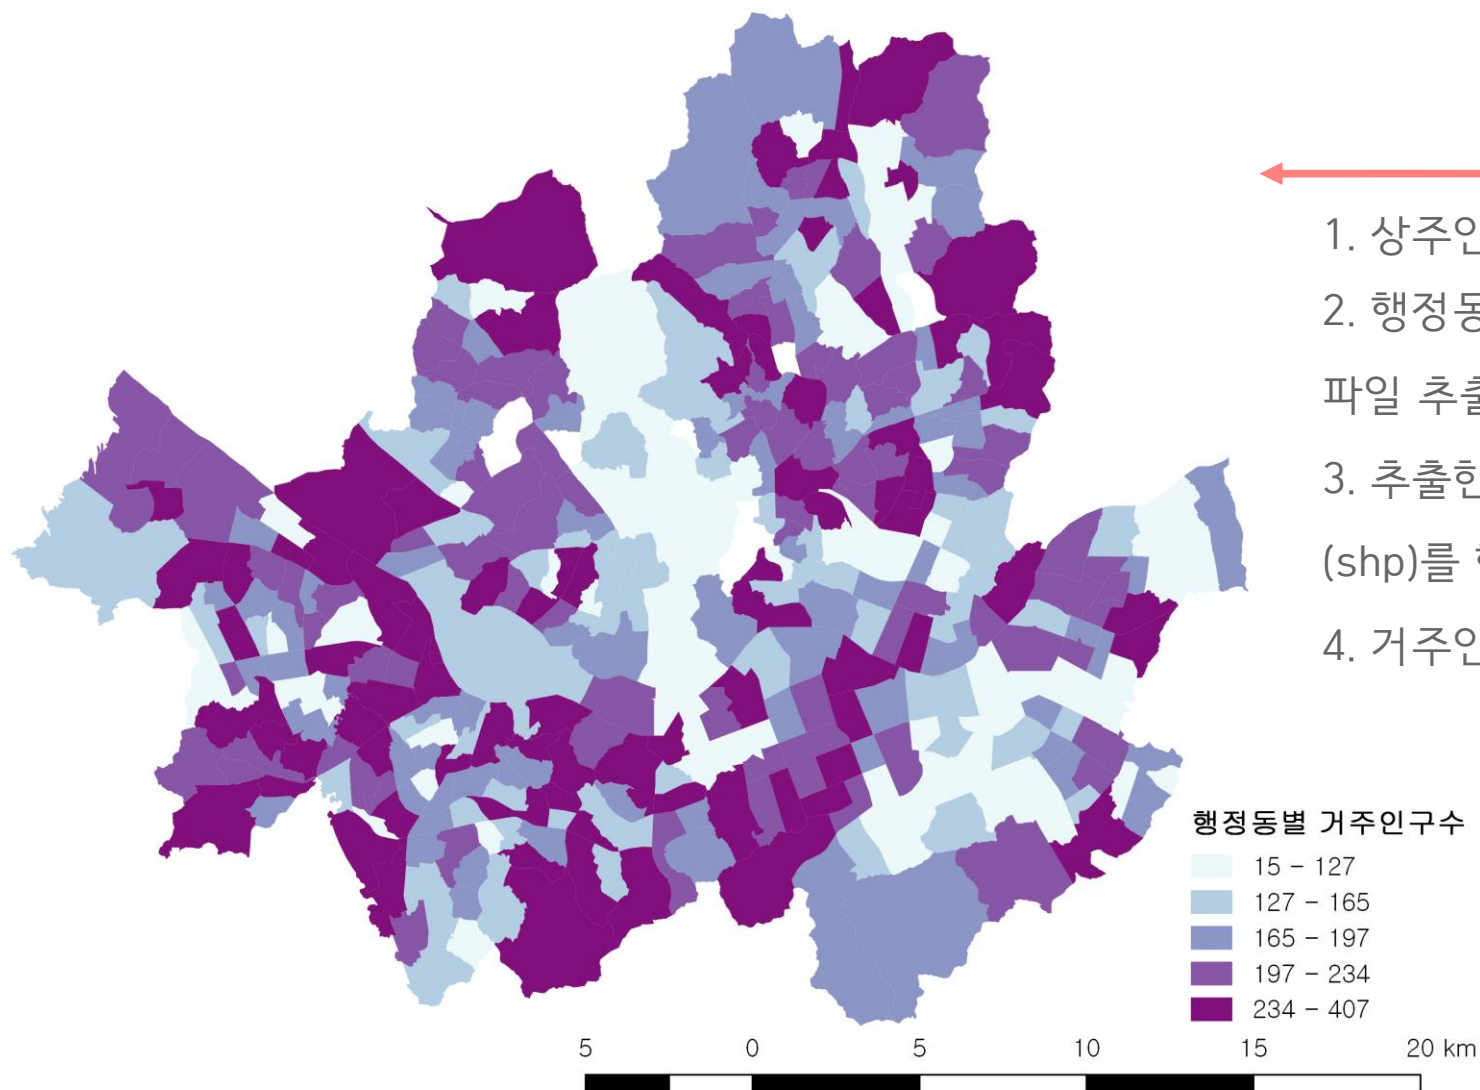 1. 상주인
2. 행정동
파일 추출
3. 추출한
(shp)를
4. 거주인
행정동별 거주인구수
15 – 127
127 – 165
165 – 197
197 – 234
234 – 407
5 0 5 10 15 20 km